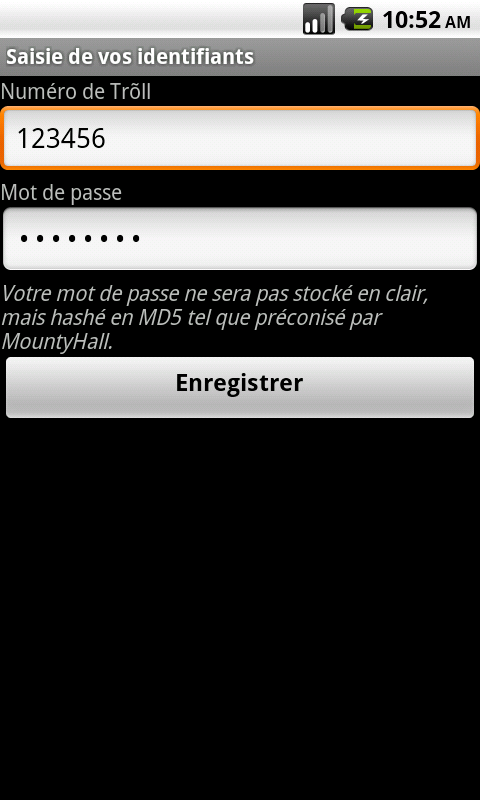 10:52 AM
Saisie de vos identifiants
Numéro de Trõll
123456
Mot de passe
••••••••
Votre mot de passe ne sera pas stocké en clair,
mais hashé en MD5 tel que préconisé par
MountyHall.
Enregistrer